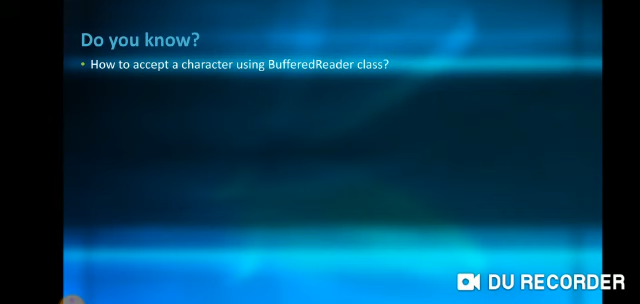 Do you know?
• How to accept a character using BufferedReader class?
DU RECORDER